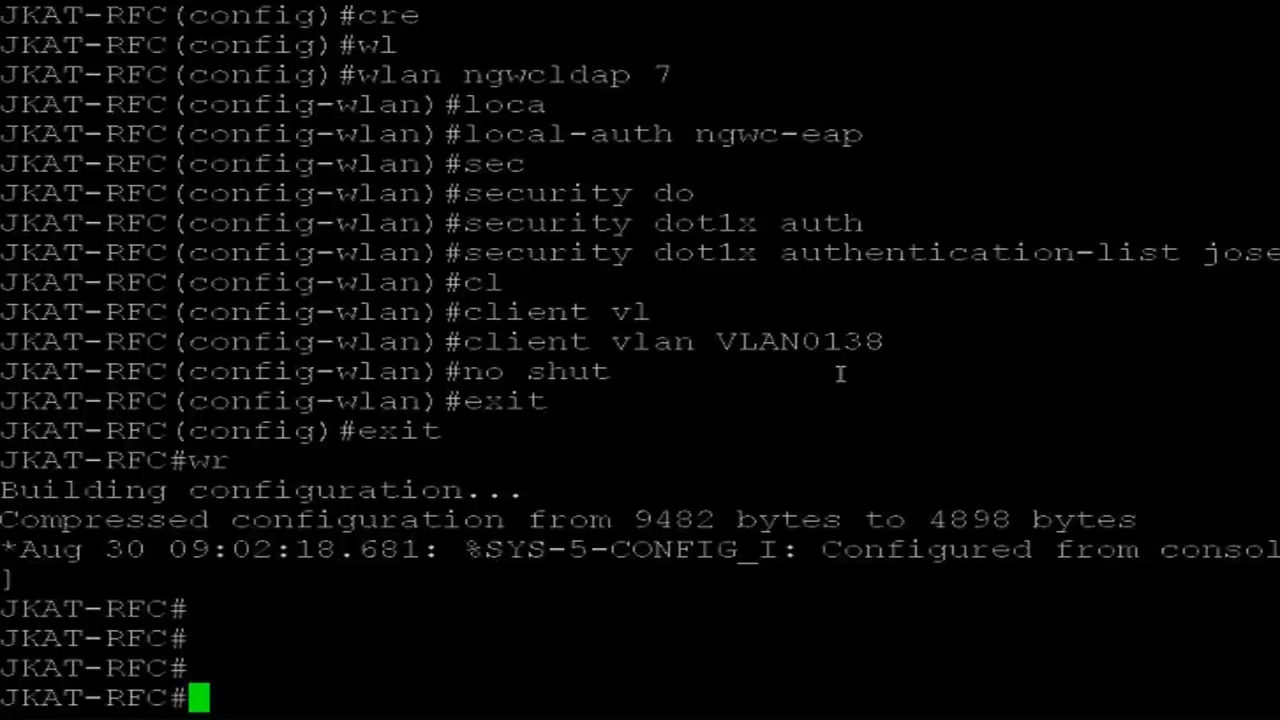 JKAT-RFC(config)#cre
JKAT-RFC(config)#wl
JKAT-RFC(config)#wlan ngwcldap 7
JKAT-RFC(config-wlan)#loca
JKAT-RFC(config-wlan)#local-auth ngwc-eap
JKAT-RFC(config-wlan)#sec
JKAT-RFC(config-wlan)#security do
JKAT-RFC(config-wlan)#security dot1x auth
JKAT-RFC(config-wlan)#security dot1x authentication-list jose
JKAT-RFC(config-wlan)#cl
JKAT-RFC(config-wlan)#client vl
JKAT-RFC(config-wlan)#client vlan VLAN0138
JKAT-RFC(config-wlan)#no shut
JKAT-RFC(config-wlan)#exit
JKAT-RFC(config)#exit
JKAT-RFC#wr
Building configuration...
Compressed configuration from 9482 bytes to 4898 bytes
*Aug 30 09:02:18.681: %SYS-5-CONFIG_I: Configured from consol
]
JKAT-RFC#
JKAT-RFC#
JKAT-RFC#
JKAT-RFC#